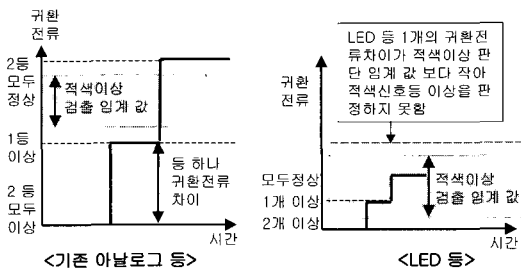 귀환
전류
2등
모두
정상
적색이상
검출 임계 값
1등
이상
등 하나
귀환전류
차이
2 등
모두
이상
시간
<기존 아날로그 등>
LED 등 1개의 귀환전
류차이가 적색이상 판
단 임계 값 보다 작아
적색신호등 이상을 판
정하지 못함
귀환
전류
모두정상
1개 이상
2개 이상
적색이상
검출 임계 값
시간
<LED 등>